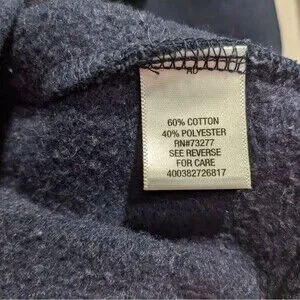 60% COTTON
40% POLYESTER
RN#73277
SEE REVERSE
FOR CARE
400382726817